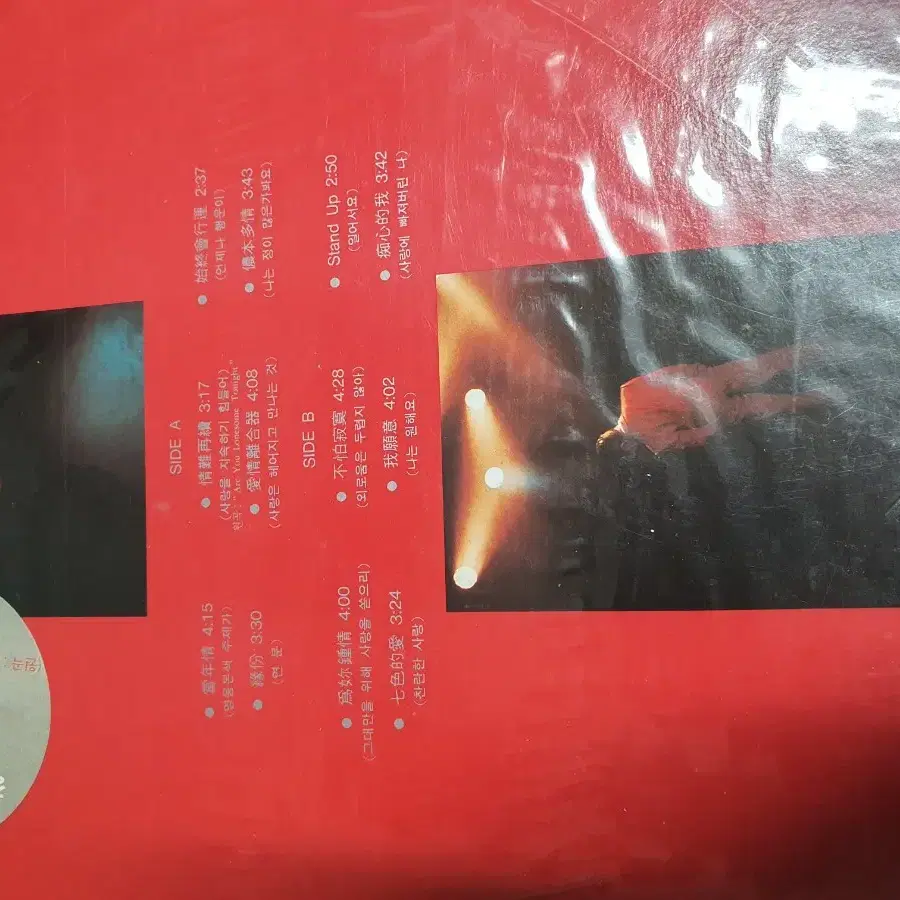 SIDE A
● 當年情 4:15 ● 情難再續 3:17 ● 始終會行運 2:37
(영웅본색 주제가) (사랑을 지속하기 힘들어) (언제나 행운이)
원곡 : "Are You Lonesome Tonight"
● 緣份 3:30 ● 愛情離合器 4:08 ● 儂本多情 3:43
(연 분) (사랑은 헤어지고 만나는 것) (나는 정이 많은가봐요)
SIDE B
● 爲妳鍾情 4:00 ● 不怕寂寞 4:28 ● Stand Up 2:50
(그대만을 위해 사랑을 쏟으리) (외로움은 두렵지 않아) (일어서요)
● 七色的愛 3:24 ● 我願意 4:02 ● 痴心的我 3:42
(찬란한 사랑) (나는 원해요) (사랑에 빠져버린 나)